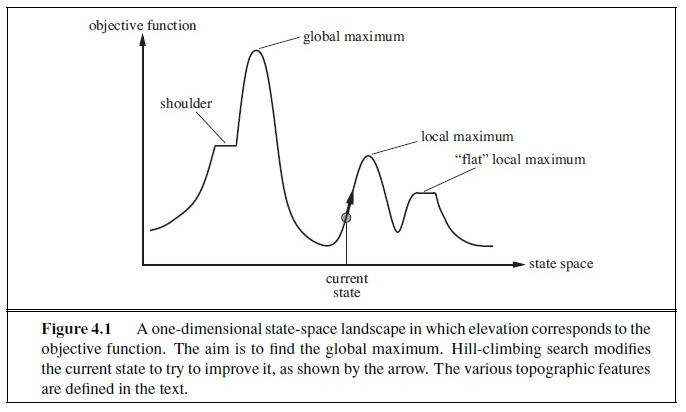 objective function
global maximum
shoulder
local maximum
“flat” local maximum
state space
current
state
Figure 4.1 A one-dimensional state-space landscape in which elevation corresponds to the
objective function. The aim is to find the global maximum. Hill-climbing search modifies
the current state to try to improve it, as shown by the arrow. The various topographic features
are defined in the text.